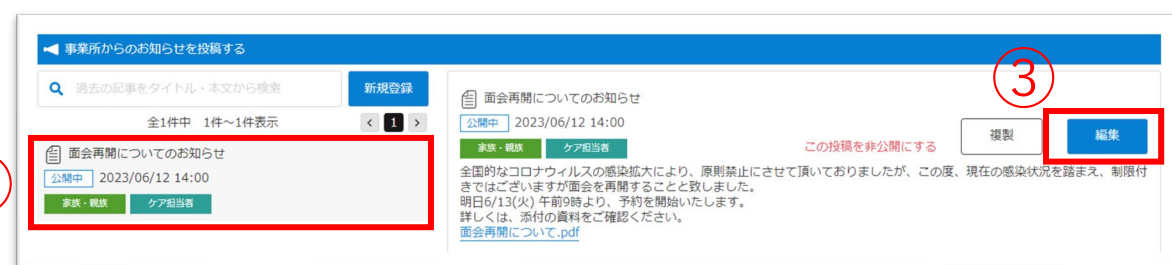 事業所からのお知らせを投稿する
過去の記事をタイトル・本文から検索
新規登録
全1件中 1件～1件表示
< 1 >
面会再開についてのお知らせ
公開中 2023/06/12 14:00
家族・親族 ケア担当者
③
面会再開についてのお知らせ
公開中 2023/06/12 14:00
家族・親族 ケア担当者
この投稿を非公開にする
複製
編集
全国的なコロナウィルスの感染拡大により、原則禁止にさせて頂いておりましたが、この度、現在の感染状況を踏まえ、制限付
きではございますが面会を再開することと致しました。
明日6/13(火) 午前9時より、予約を開始いたします。
詳しくは、添付の資料をご確認ください。
面会再開について.pdf